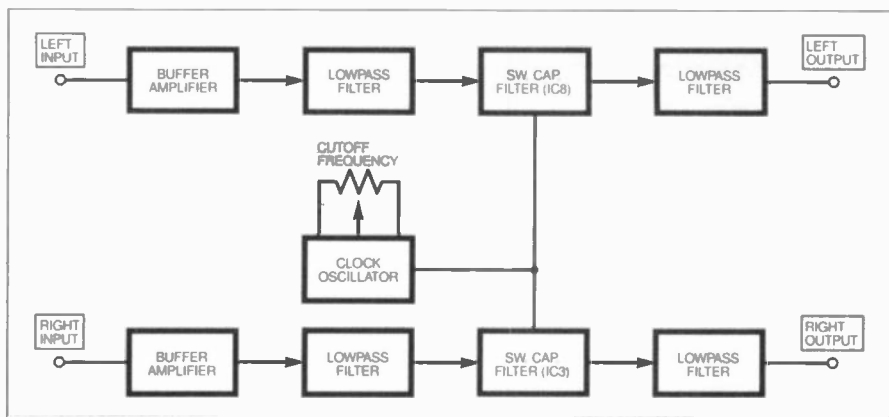 LEFT
INPUT
BUFFER
AMPLIFIER
LOWPASS
FILTER
SW. CAP
FILTER (IC8)
LOWPASS
FILTER
LEFT
OUTPUT
CUTOFF
FREQUENCY
CLOCK
OSCILLATOR
RIGHT
INPUT
BUFFER
AMPLIFIER
LOWPASS
FILTER
SW. CAP
FILTER (IC3)
LOWPASS
FILTER
RIGHT
OUTPUT